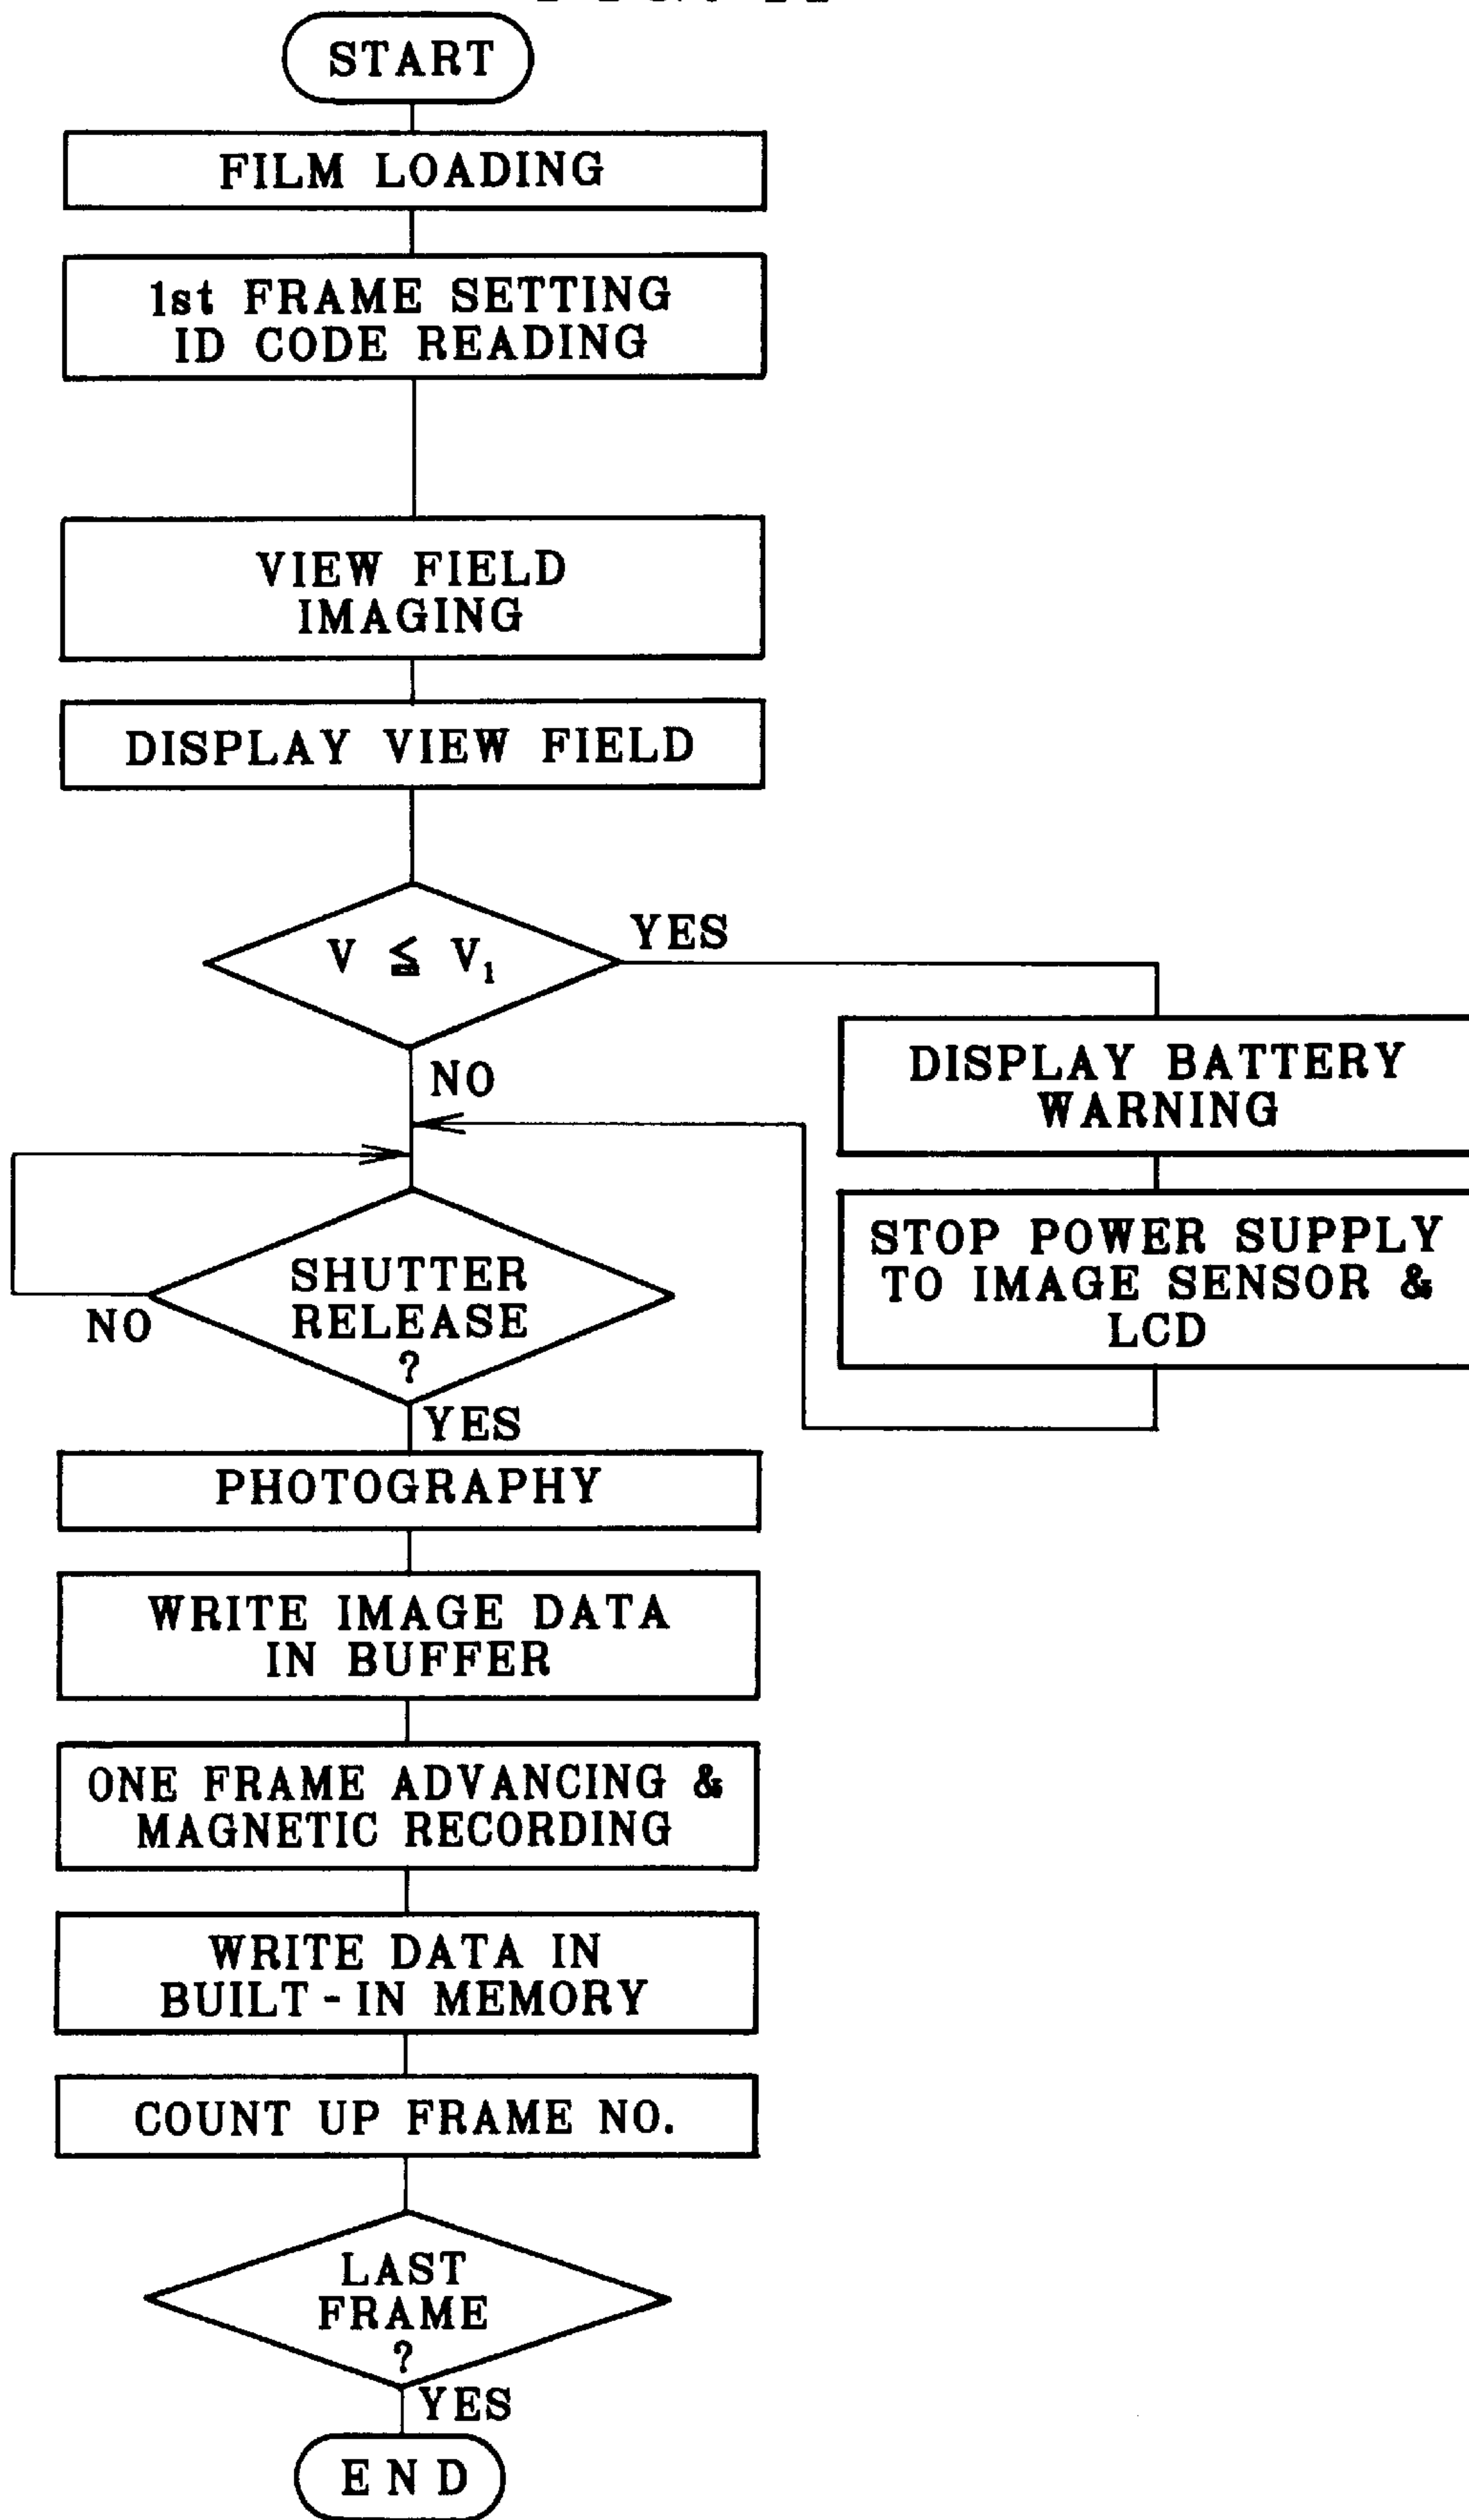 START
FILM LOADING
1st FRAME SETTING
ID CODE READING
VIEW FIELD
IMAGING
DISPLAY VIEW FIELD
V ≦ V₁
YES
NO
DISPLAY BATTERY
WARNING
STOP POWER SUPPLY
TO IMAGE SENSOR &
LCD
SHUTTER
RELEASE
?
NO
YES
PHOTOGRAPHY
WRITE IMAGE DATA
IN BUFFER
ONE FRAME ADVANCING &
MAGNETIC RECORDING
WRITE DATA IN
BUILT-IN MEMORY
COUNT UP FRAME NO.
LAST
FRAME
?
YES
END